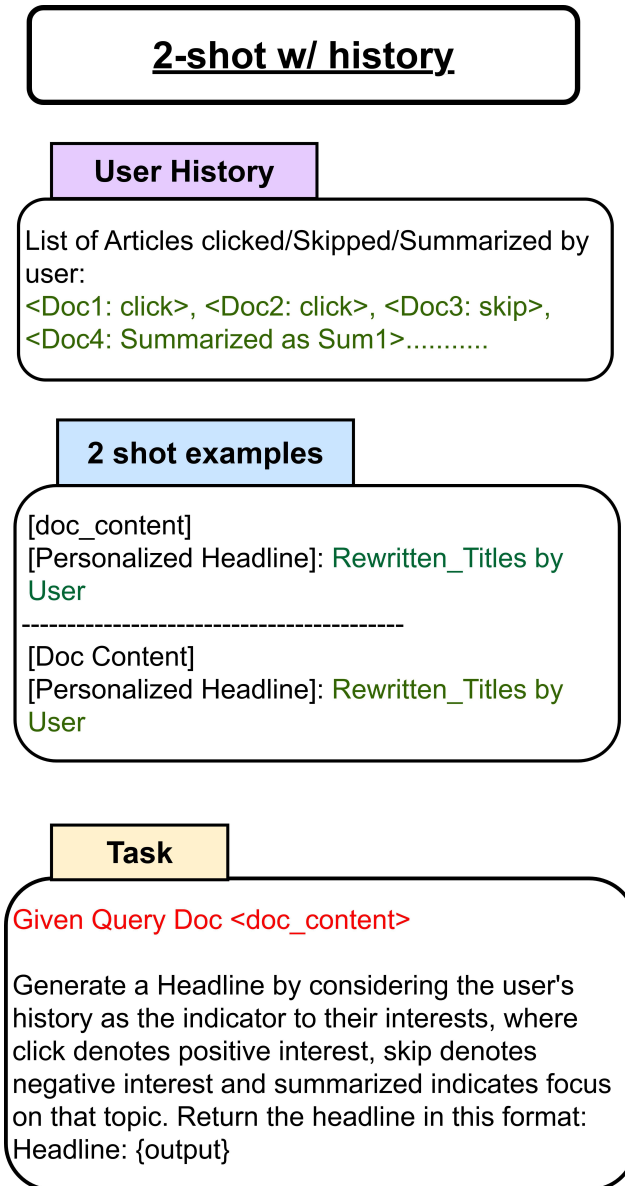 2-shot w/ history
User History
List of Articles clicked/Skipped/Summarized by
user:
<Doc1: click>, <Doc2: click>, <Doc3: skip>,
<Doc4: Summarized as Sum1>...........
2 shot examples
[doc_content]
[Personalized Headline]: Rewritten_Titles by
User
------------------------------------------
[Doc Content]
[Personalized Headline]: Rewritten_Titles by
User
Task
Given Query Doc <doc_content>
Generate a Headline by considering the user's
history as the indicator to their interests, where
click denotes positive interest, skip denotes
negative interest and summarized indicates focus
on that topic. Return the headline in this format:
Headline: {output}